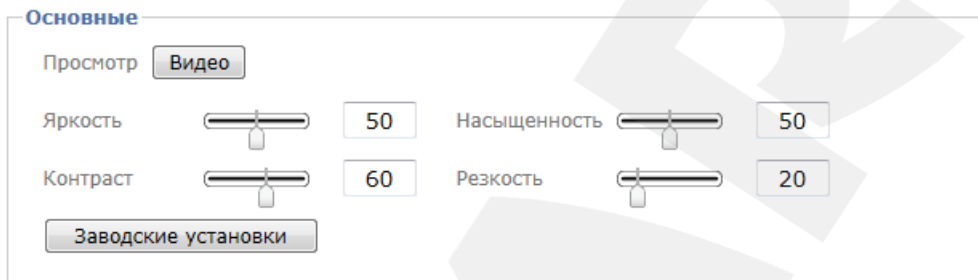 Основные
Просмотр Видео
Яркость 50 Насыщенность 50
Контраст 60 Резкость 20
Заводские установки